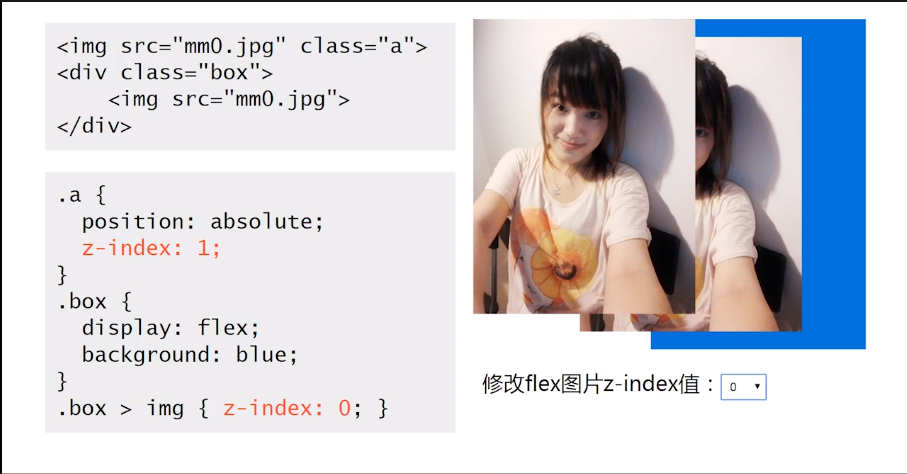 <img src="mm0.jpg" class="a">
<div class="box">
    <img src="mm0.jpg">
</div>
.a {
  position: absolute;
  z-index: 1;
}
.box {
  display: flex;
  background: blue;
}
.box > img { z-index: 0; }
修改flex图片z-index值：0